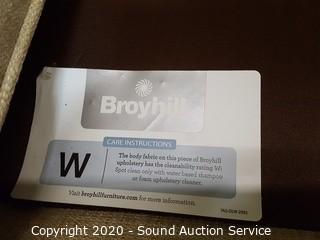 Broyhill
CARE INSTRUCTIONS
W
The body fabric on this piece of Broyhill
upholstery has the cleanability rating W:
Spot clean only with water based shampoo
or foam upholstery cleaner.
Visit broyhillfurniture.com for more information.
Copyright 2020 - Sound Auction Service